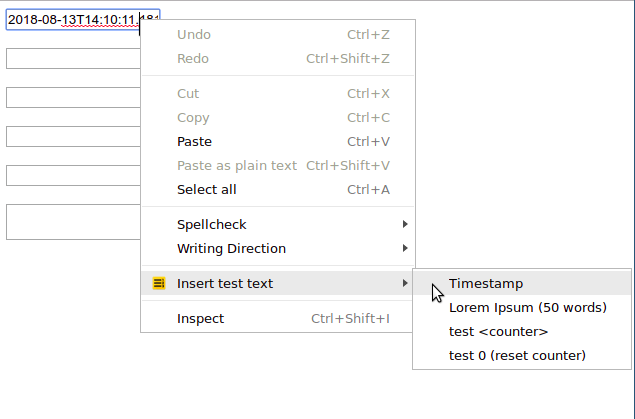 2018-08-13T14:10:11.181
Undo Ctrl+Z
Redo Ctrl+Shift+Z
Cut Ctrl+X
Copy Ctrl+C
Paste Ctrl+V
Paste as plain text Ctrl+Shift+V
Select all Ctrl+A
Spellcheck
Writing Direction
Insert test text
Inspect Ctrl+Shift+I
Timestamp
Lorem Ipsum (50 words)
test <counter>
test 0 (reset counter)